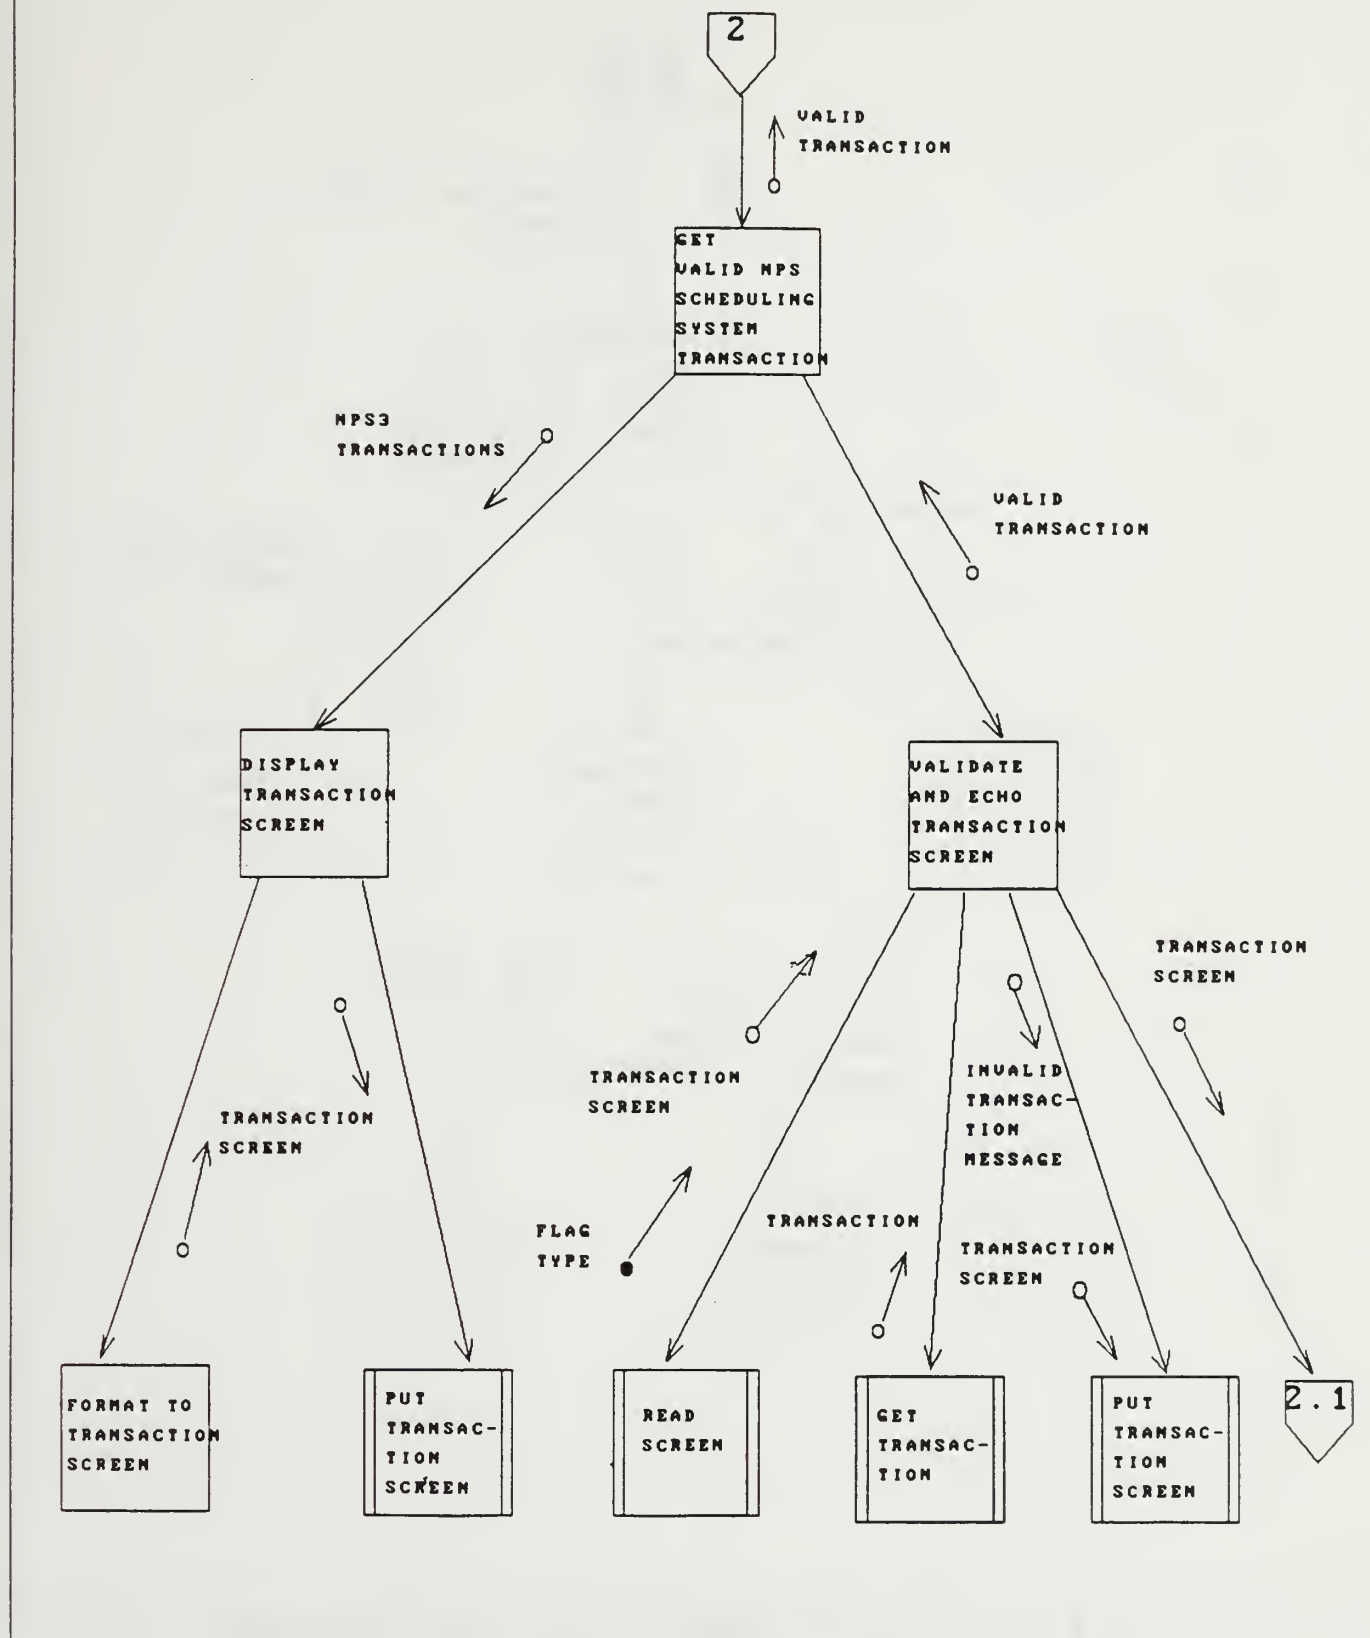 2
VALID
TRANSACTION
GET
VALID NPS
SCHEDULING
SYSTEM
TRANSACTION
NPS3
TRANSACTIONS
VALID
TRANSACTION
DISPLAY
TRANSACTION
SCREEN
VALIDATE
AND ECHO
TRANSACTION
SCREEN
TRANSACTION
SCREEN
TRANSACTION
SCREEN
INVALID
TRANSAC-
TION
MESSAGE
TRANSACTION
SCREEN
FLAG
TYPE
TRANSACTION
TRANSACTION
SCREEN
FORMAT TO
TRANSACTION
SCREEN
PUT
TRANSAC-
TION
SCREEN
READ
SCREEN
GET
TRANSAC-
TION
PUT
TRANSAC-
TION
SCREEN
2.1